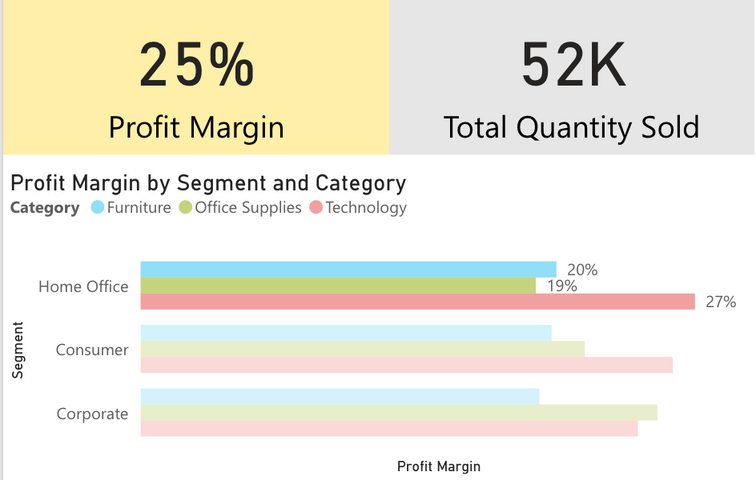 25%
Profit Margin
52K
Total Quantity Sold
Profit Margin by Segment and Category
Category Furniture Office Supplies Technology
Segment
Home Office
20%
19%
27%
Consumer
Corporate
Profit Margin